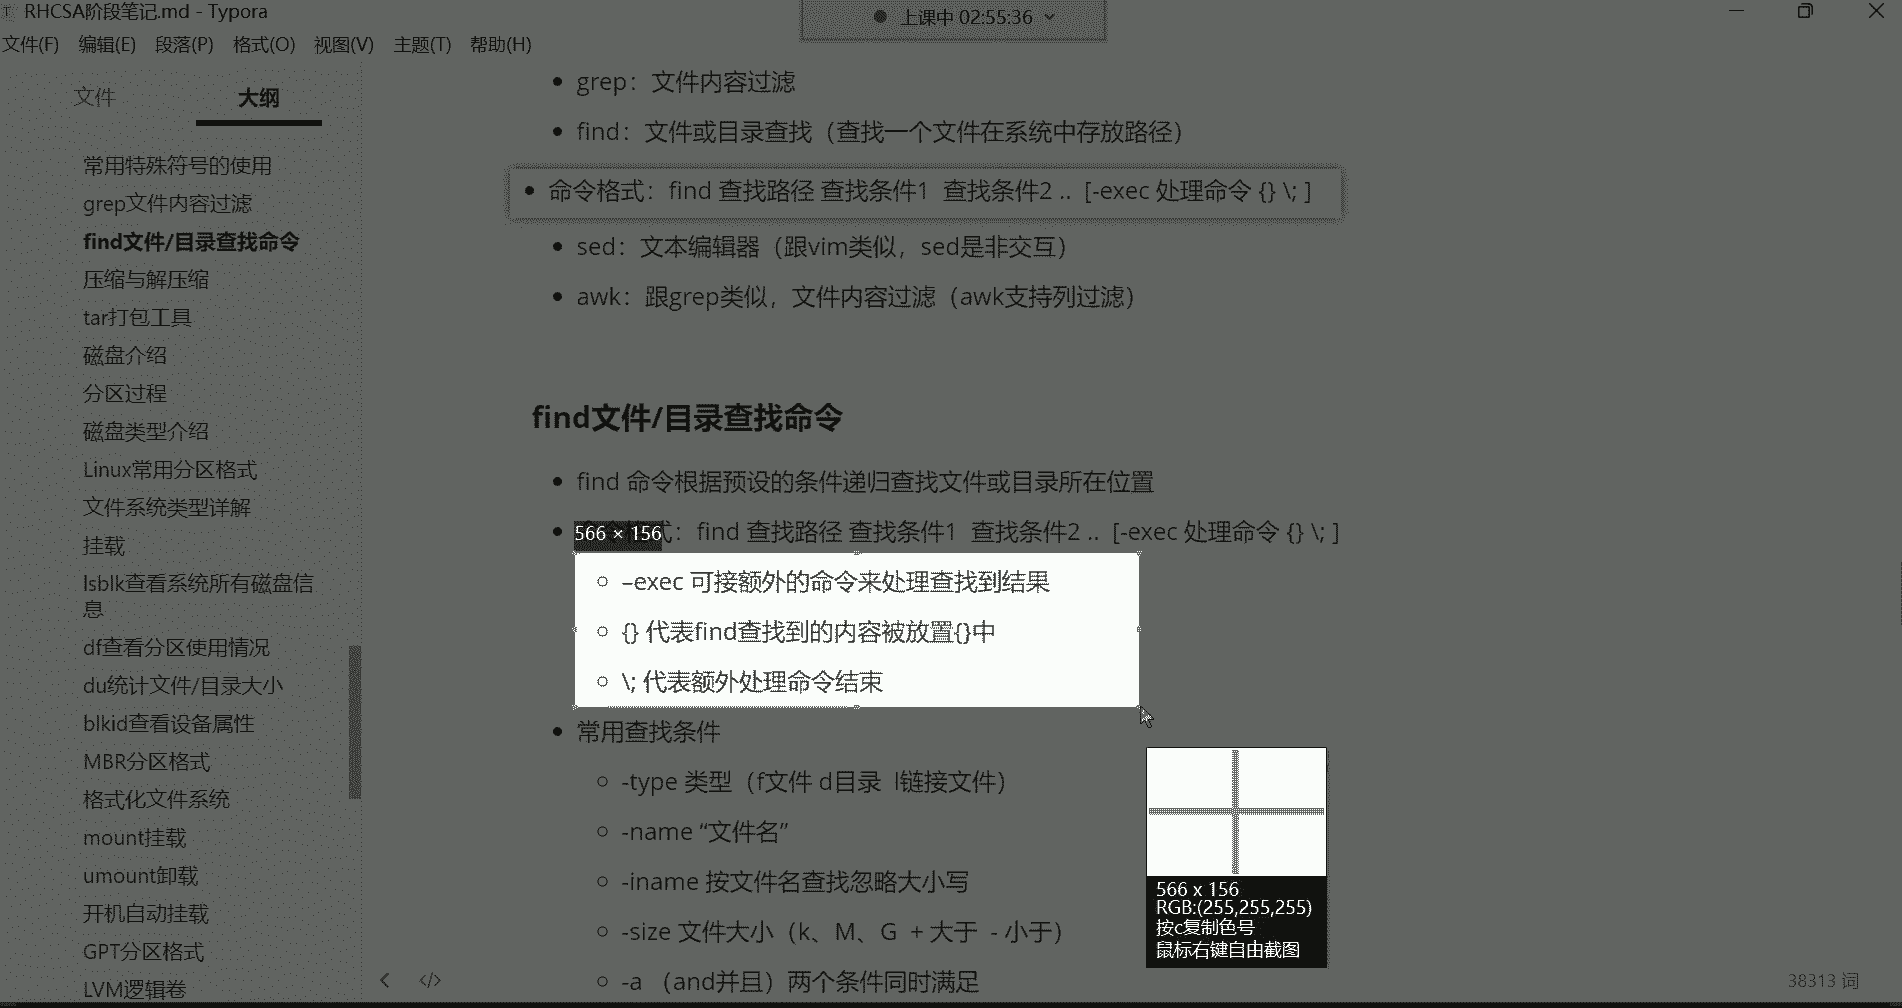 RHCSA阶段笔记.md - Typora
上课中 02:55:36
文件(F) 编辑(E) 段落(P) 格式(O) 视图(V) 主题(T) 帮助(H)
文件 大纲
常用特殊符号的使用
grep文件内容过滤
find文件/目录查找命令
压缩与解压缩
tar打包工具
磁盘介绍
分区过程
磁盘类型介绍
Linux常用分区格式
文件系统类型详解
挂载
lsblk查看系统所有磁盘信
息
df查看分区使用情况
du统计文件/目录大小
blkid查看设备属性
MBR分区格式
格式化文件系统
mount挂载
umount卸载
开机自动挂载
GPT分区格式
LVM逻辑卷
grep：文件内容过滤
find：文件或目录查找（查找一个文件在系统中存放路径）
命令格式：find 查找路径 查找条件1 查找条件2 .. [-exec 处理命令 {} \; ]
sed：文本编辑器（跟vim类似，sed是非交互）
awk：跟grep类似，文件内容过滤（awk支持列过滤）
find文件/目录查找命令
find 命令根据预设的条件递归查找文件或目录所在位置
566 × 156
：find 查找路径 查找条件1 查找条件2 .. [-exec 处理命令 {} \; ]
–exec 可接额外的命令来处理查找到结果
{} 代表find查找到的内容被放置{}中
\; 代表额外处理命令结束
常用查找条件
-type 类型（f文件 d目录 l链接文件）
-name “文件名”
-iname 按文件名查找忽略大小写
-size 文件大小（k、M、G + 大于 - 小于）
-a （and并且）两个条件同时满足
566 x 156
RGB:(255,255,255)
按c复制色号
鼠标右键自由截图
</>
38313 词